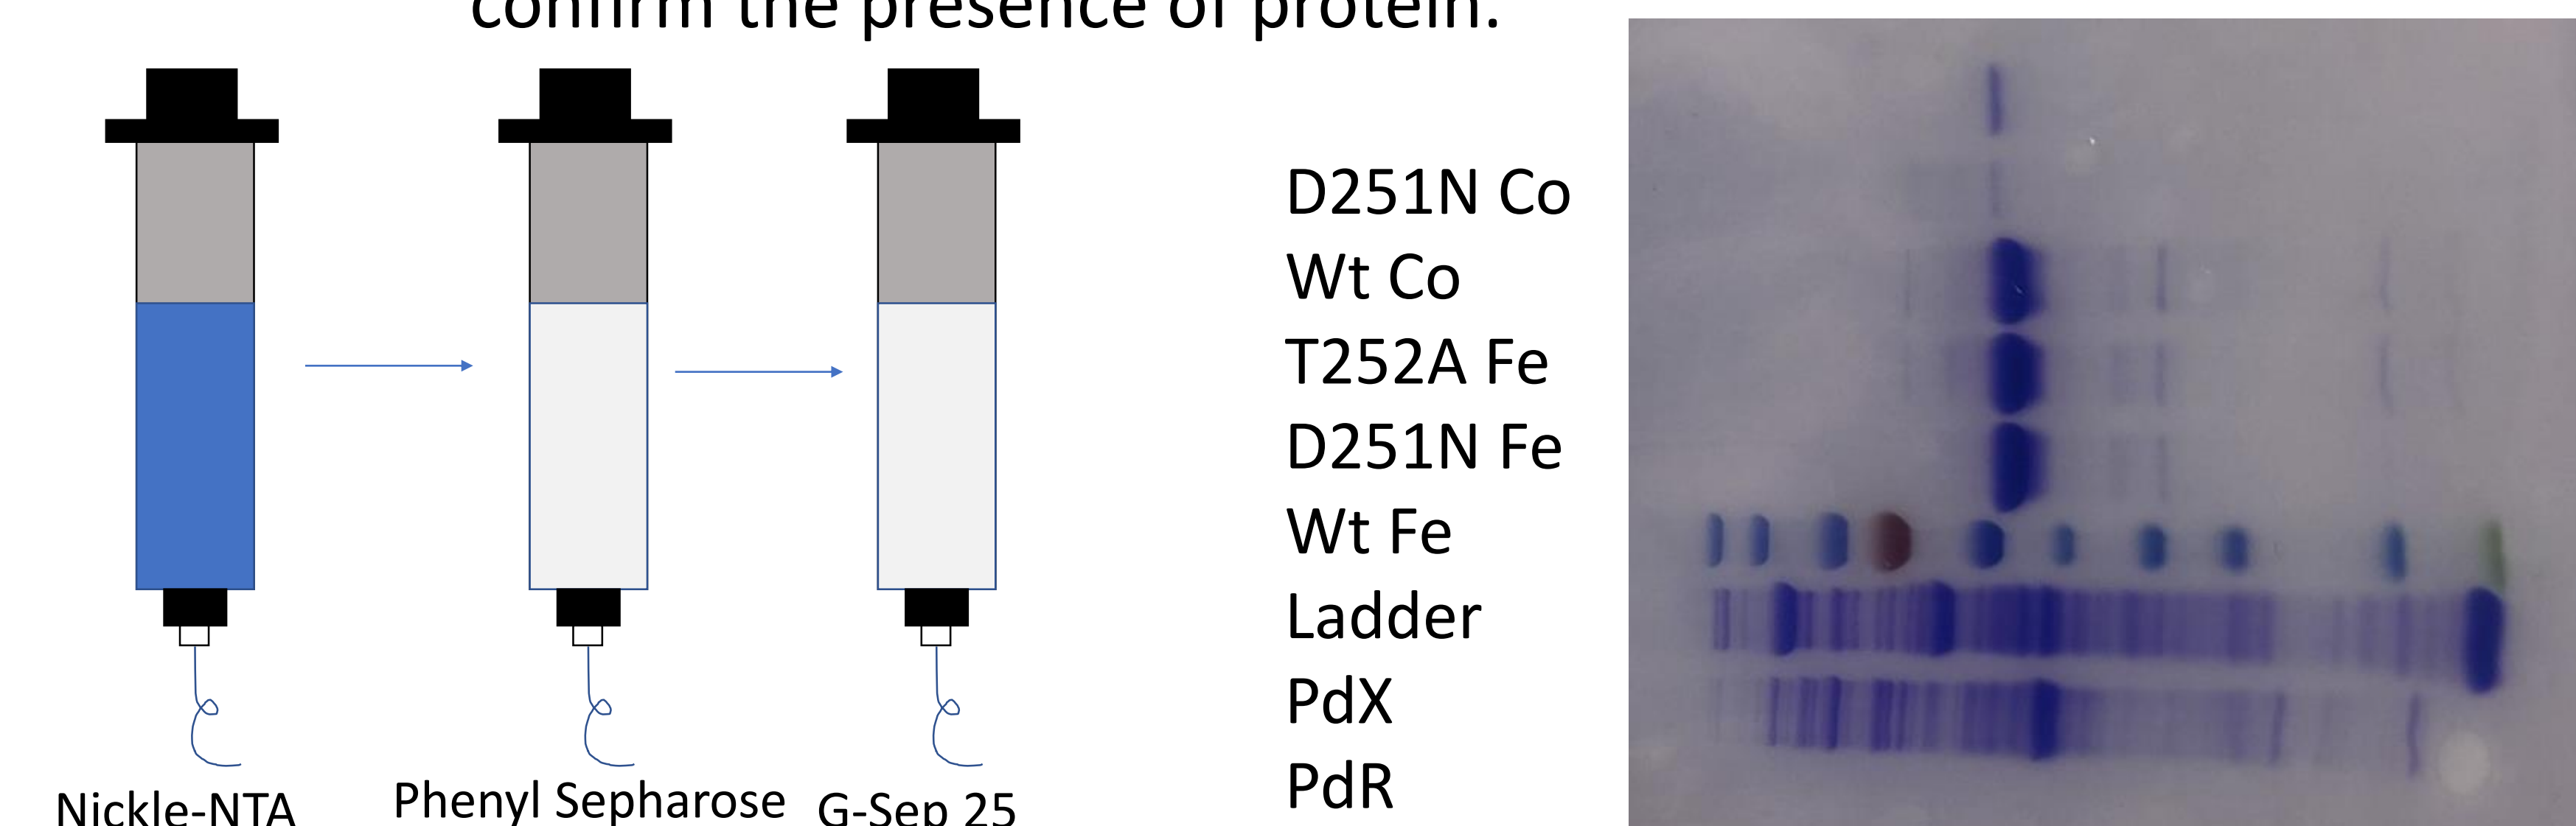 confirm the presence of protein.
D251N Co
Wt Co
T252A Fe
D251N Fe
Wt Fe
Ladder
PdX
PdR
Nickle-NTA
Phenyl Sepharose
G-Sep 25